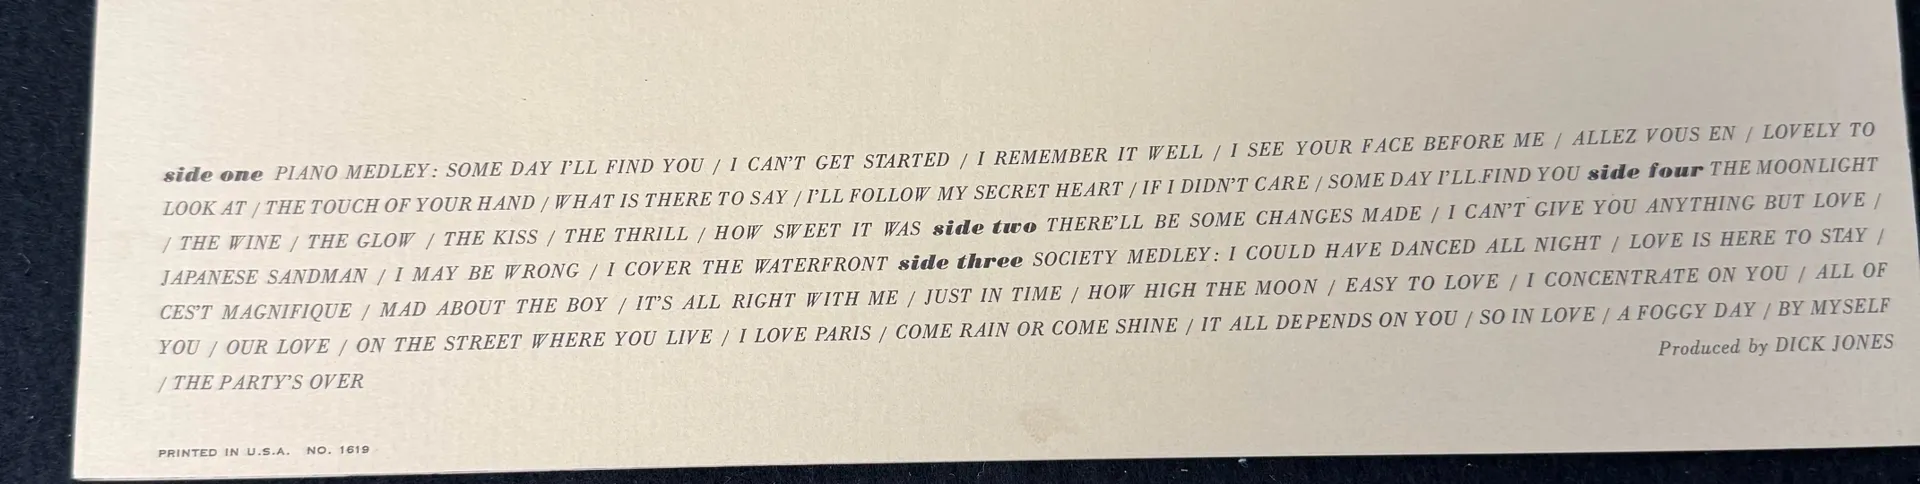 side one PIANO MEDLEY: SOME DAY I'LL FIND YOU / I CAN'T GET STARTED / I REMEMBER IT WELL / I SEE YOUR FACE BEFORE ME / ALLEZ VOUS EN / LOVELY TO
LOOK AT / THE TOUCH OF YOUR HAND / WHAT IS THERE TO SAY / I'LL FOLLOW MY SECRET HEART / IF I DIDN'T CARE / SOME DAY I'LL FIND YOU side four THE MOONLIGHT
/ THE WINE / THE GLOW / THE KISS / THE THRILL / HOW SWEET IT WAS side two THERE'LL BE SOME CHANGES MADE / I CAN'T GIVE YOU ANYTHING BUT LOVE /
JAPANESE SANDMAN / I MAY BE WRONG / I COVER THE WATERFRONT side three SOCIETY MEDLEY: I COULD HAVE DANCED ALL NIGHT / LOVE IS HERE TO STAY /
CES'T MAGNIFIQUE / MAD ABOUT THE BOY / IT'S ALL RIGHT WITH ME / JUST IN TIME / HOW HIGH THE MOON / EASY TO LOVE / I CONCENTRATE ON YOU / ALL OF
YOU / OUR LOVE / ON THE STREET WHERE YOU LIVE / I LOVE PARIS / COME RAIN OR COME SHINE / IT ALL DEPENDS ON YOU / SO IN LOVE / A FOGGY DAY / BY MYSELF
/ THE PARTY'S OVER
Produced by DICK JONES
PRINTED IN U.S.A. NO. 1619